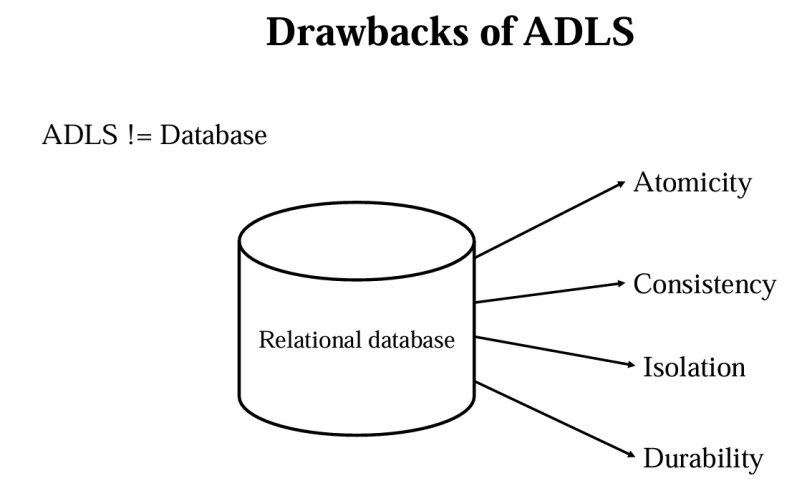 Drawbacks of ADLS
ADLS != Database
Atomicity
Consistency
Relational database
Isolation
Durability